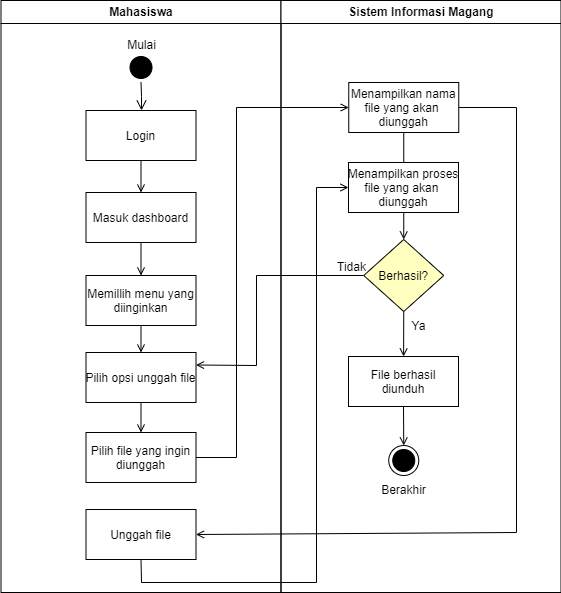 Mahasiswa
Sistem Informasi Magang
Mulai
Login
Masuk dashboard
Memillih menu yang
diinginkan
Pilih opsi unggah file
Pilih file yang ingin
diunggah
Unggah file
Menampilkan nama
file yang akan
diunggah
Menampilkan proses
file yang akan
diunggah
Berhasil?
Tidak
Ya
File berhasil
diunduh
Berakhir